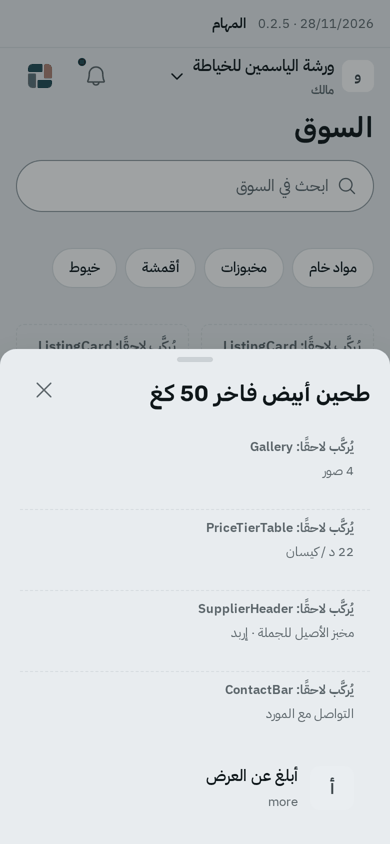 المهام 0.2.5 · 28/11/2026
و
ورشة الياسمين للخياطة
مالك
السوق
ابحث في السوق
مواد خام
مخبوزات
أقمشة
خيوط
يُركَّب لاحقًا: ListingCard
يُركَّب لاحقًا: ListingCard
طحين أبيض فاخر 50 كغ
يُركَّب لاحقًا: Gallery
4 صور
يُركَّب لاحقًا: PriceTierTable
22 د / كيسان
يُركَّب لاحقًا: SupplierHeader
مخبز الأصيل للجملة · إربد
يُركَّب لاحقًا: ContactBar
التواصل مع المورد
أ
أبلغ عن العرض
more